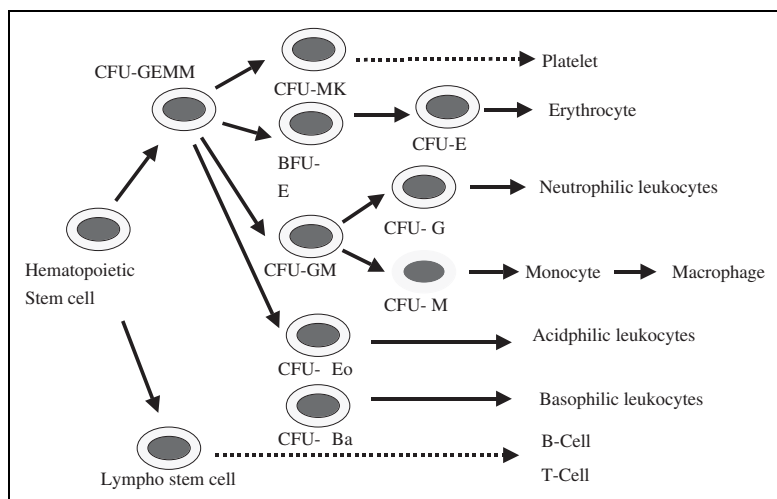 CFU-GEMM
CFU-MK
Platelet
BFU-
E
CFU-E
Erythrocyte
CFU- G
Neutrophilic leukocytes
Hematopoietic
Stem cell
CFU-GM
CFU- M
Monocyte
Macrophage
CFU- Eo
Acidphilic leukocytes
CFU- Ba
Basophilic leukocytes
Lympho stem cell
B-Cell
T-Cell